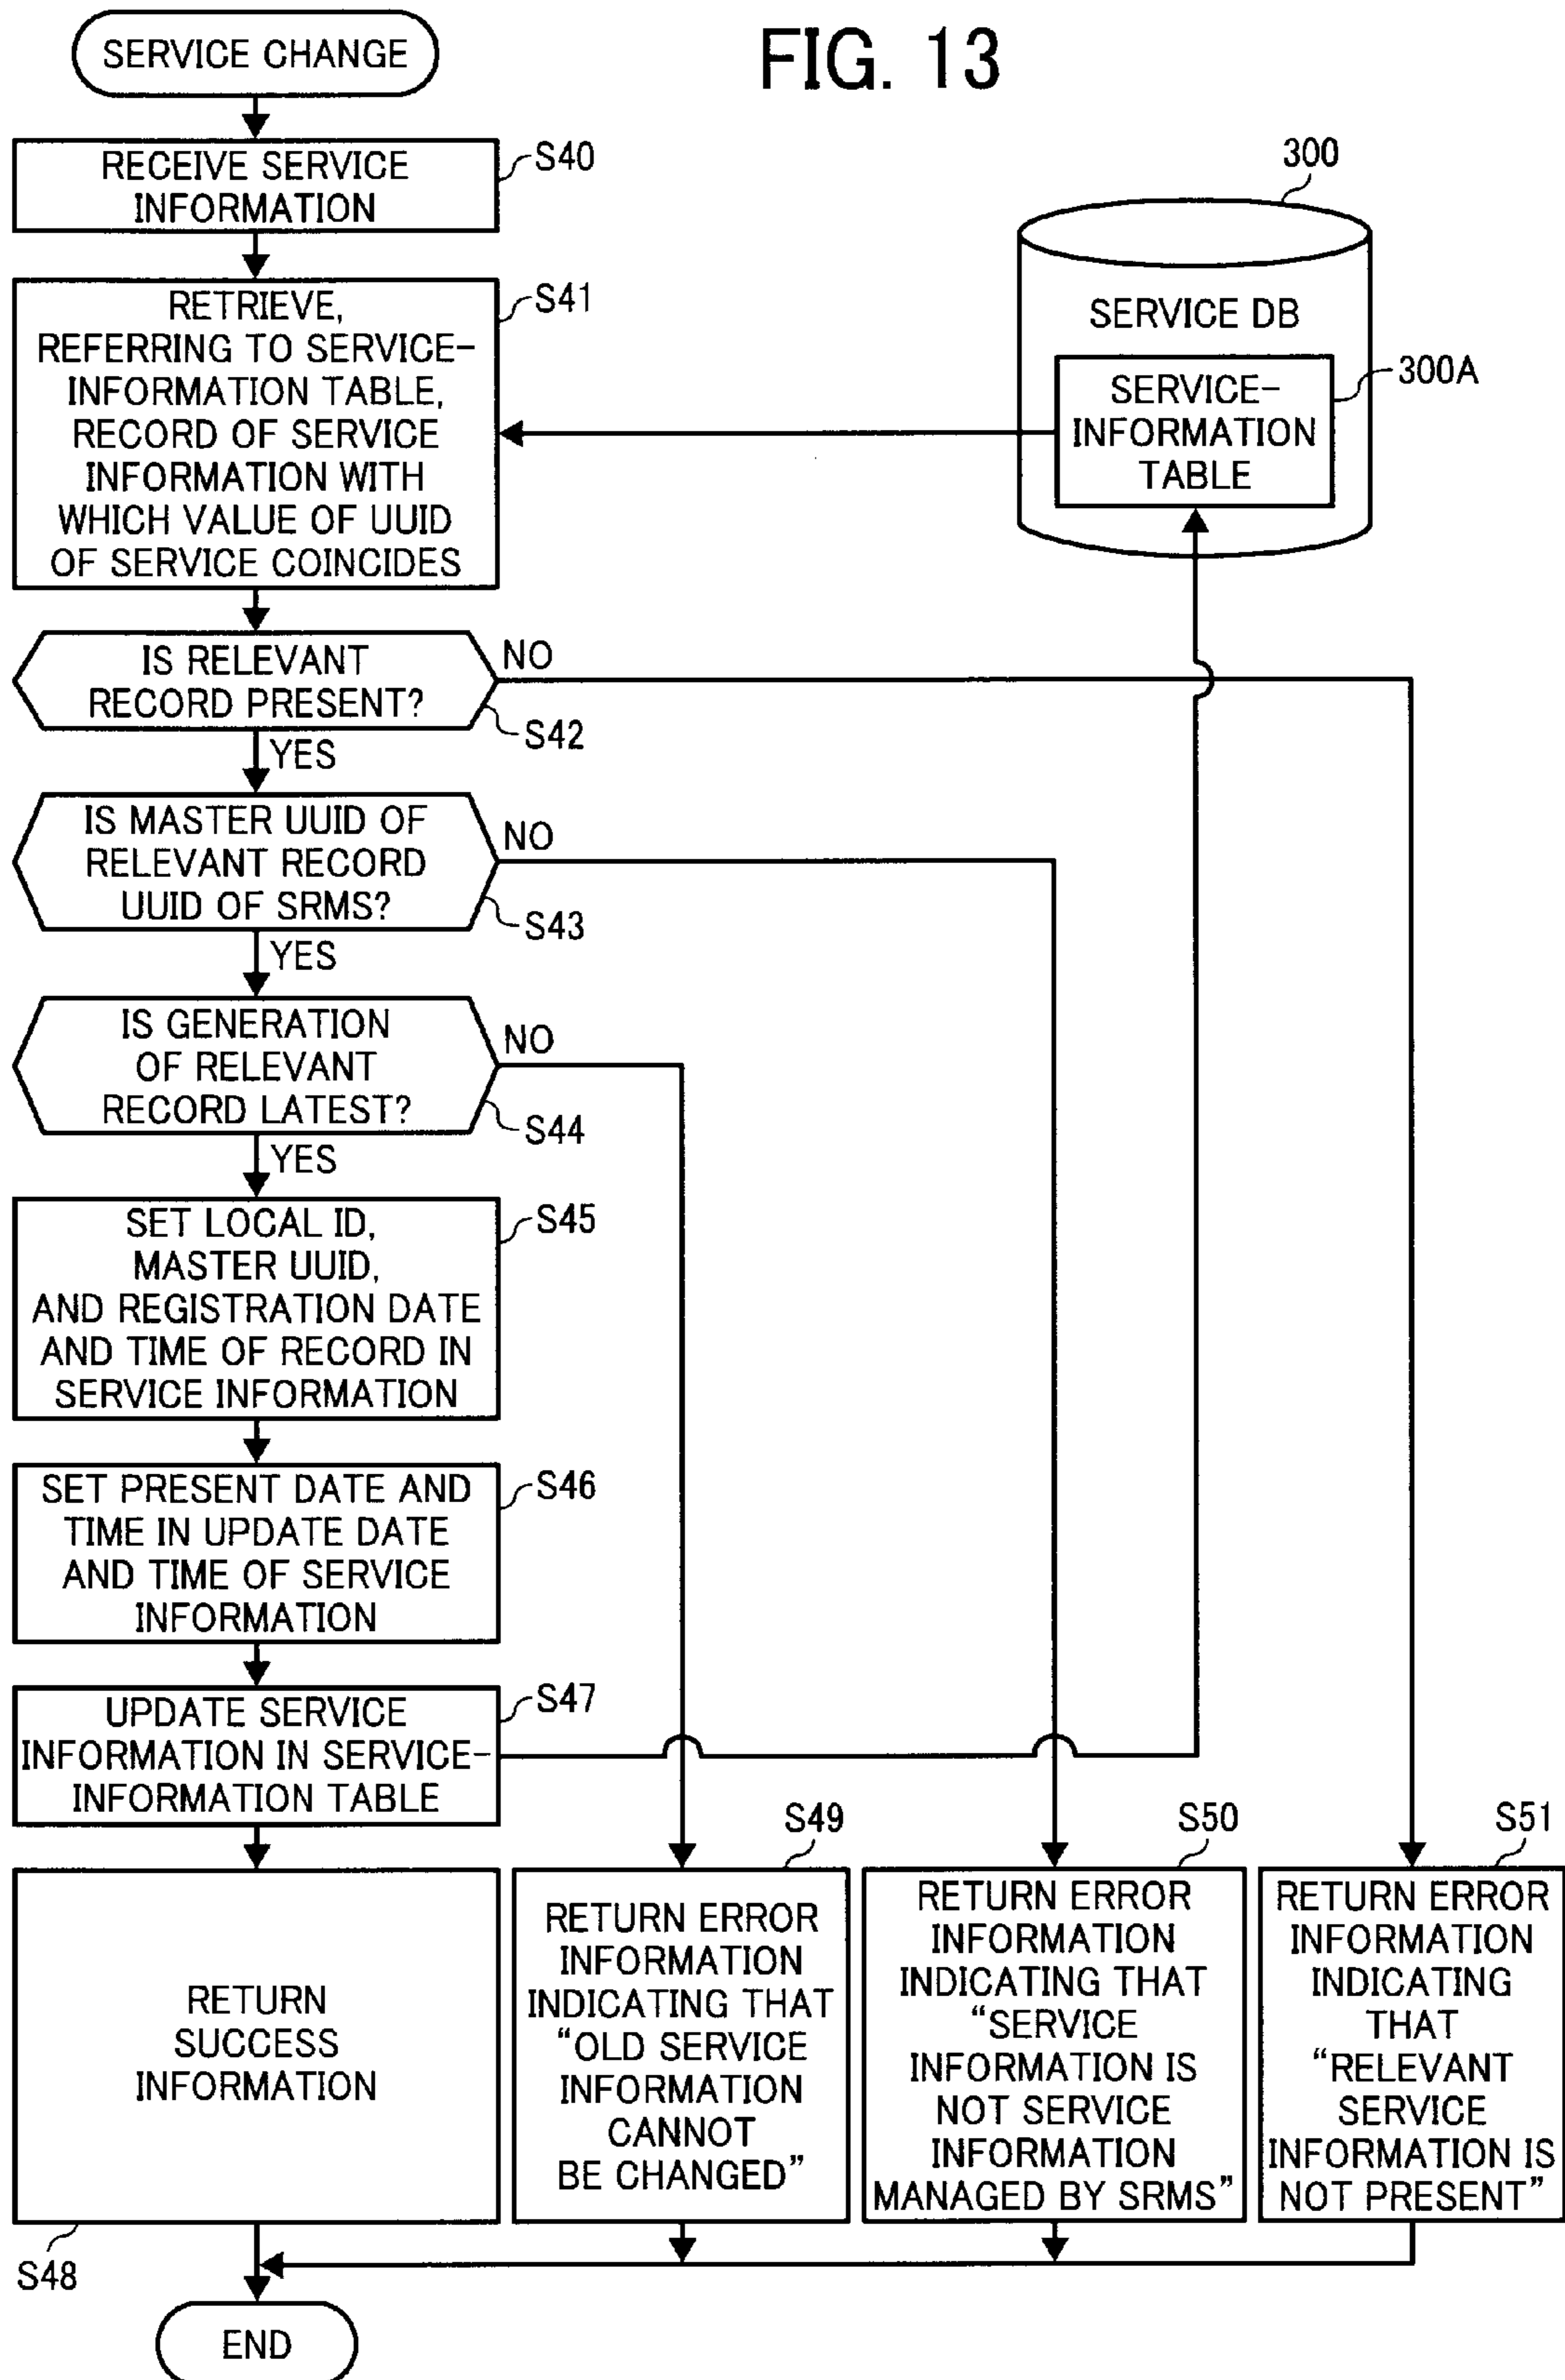 FIG. 13
SERVICE CHANGE
RECEIVE SERVICE
INFORMATION
S40
RETRIEVE,
REFERRING TO SERVICE-
INFORMATION TABLE,
RECORD OF SERVICE
INFORMATION WITH
WHICH VALUE OF UUID
OF SERVICE COINCIDES
S41
300
SERVICE DB
SERVICE-
INFORMATION
TABLE
300A
IS RELEVANT
RECORD PRESENT?
NO
S42
YES
IS MASTER UUID OF
RELEVANT RECORD
UUID OF SRMS?
NO
S43
YES
IS GENERATION
OF RELEVANT
RECORD LATEST?
NO
S44
YES
SET LOCAL ID,
MASTER UUID,
AND REGISTRATION DATE
AND TIME OF RECORD IN
SERVICE INFORMATION
S45
SET PRESENT DATE AND
TIME IN UPDATE DATE
AND TIME OF SERVICE
INFORMATION
S46
UPDATE SERVICE
INFORMATION IN SERVICE-
INFORMATION TABLE
S47
RETURN
SUCCESS
INFORMATION
S48
S49
RETURN ERROR
INFORMATION
INDICATING THAT
“OLD SERVICE
INFORMATION
CANNOT
BE CHANGED”
S50
RETURN ERROR
INFORMATION
INDICATING THAT
“SERVICE
INFORMATION IS
NOT SERVICE
INFORMATION
MANAGED BY SRMS”
S51
RETURN ERROR
INFORMATION
INDICATING
THAT
“RELEVANT
SERVICE
INFORMATION IS
NOT PRESENT”
END